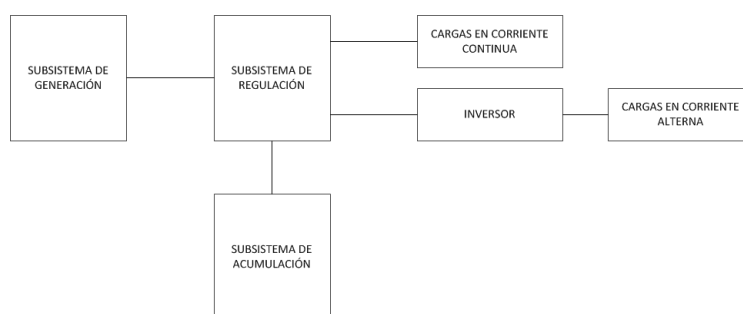 SUBSISTEMA DE
GENERACIÓN
SUBSISTEMA DE
REGULACIÓN
CARGAS EN CORRIENTE
CONTINUA
INVERSOR
CARGAS EN CORRIENTE
ALTERNA
SUBSISTEMA DE
ACUMULACIÓN